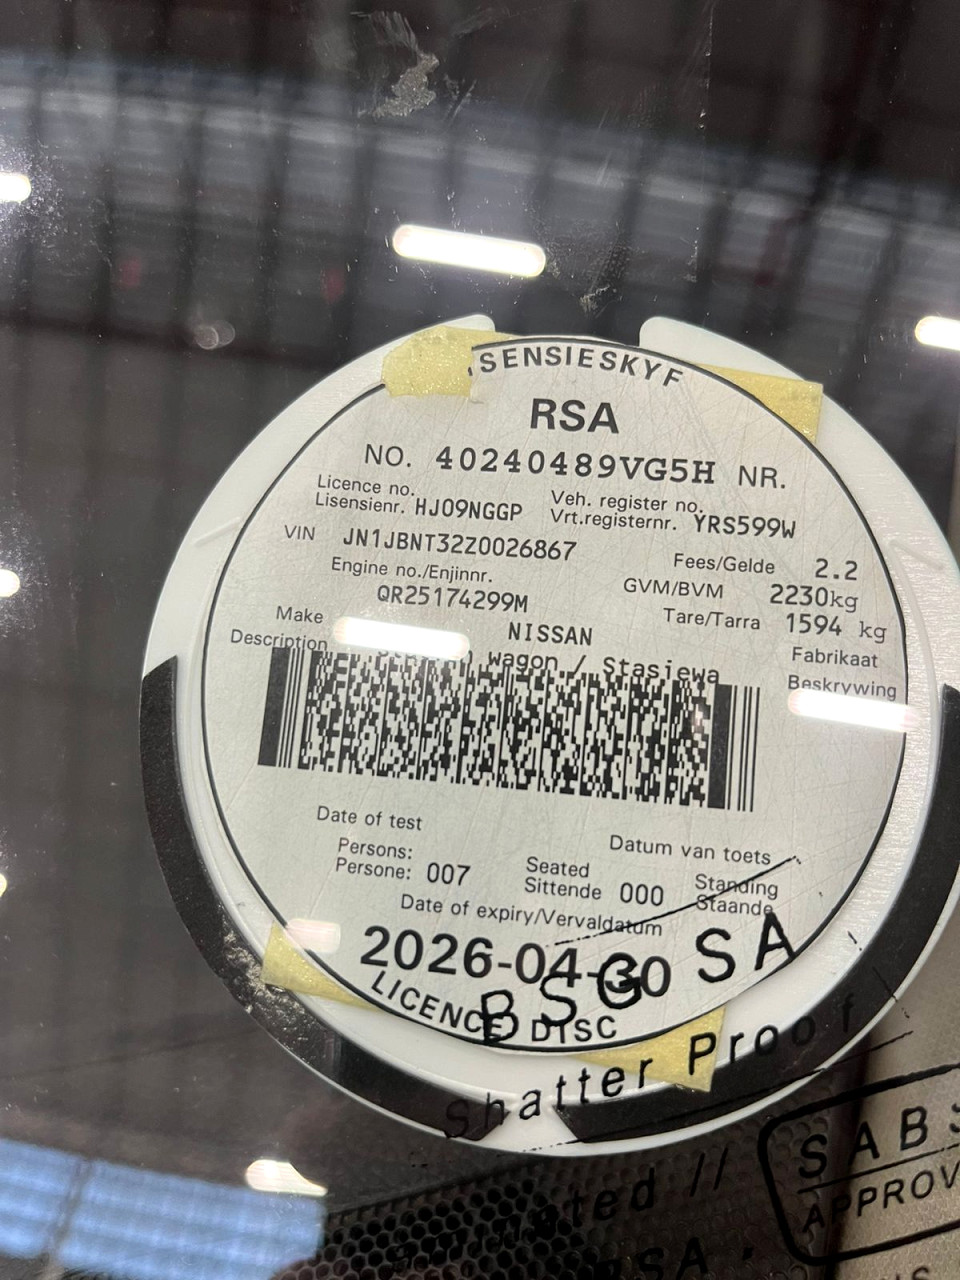 SENSIESKYF
RSA
NO. 40240489VG5H NR.
Licence no.
Lisensienr. HJ09NGGP
Veh. register no.
Vrt.registernr. YRS599W
VIN JN1JBNT32Z0026867
Fees/Gelde 2.2
Engine no./Enjinnr.
QR25174299M
GVM/BVM 2230kg
Tare/Tarra 1594 kg
Make NISSAN Fabrikaat
Description wagon / Stasiewa Beskrywing
Date of test
Datum van toets
Persons:
Persone: 007
Seated
Sittende 000
Standing
Staande
Date of expiry/Vervaldatum
2026-04-30
LICENCE DISC
BSG SA
Shatter Proof
//
SABS
APPROV
SA.